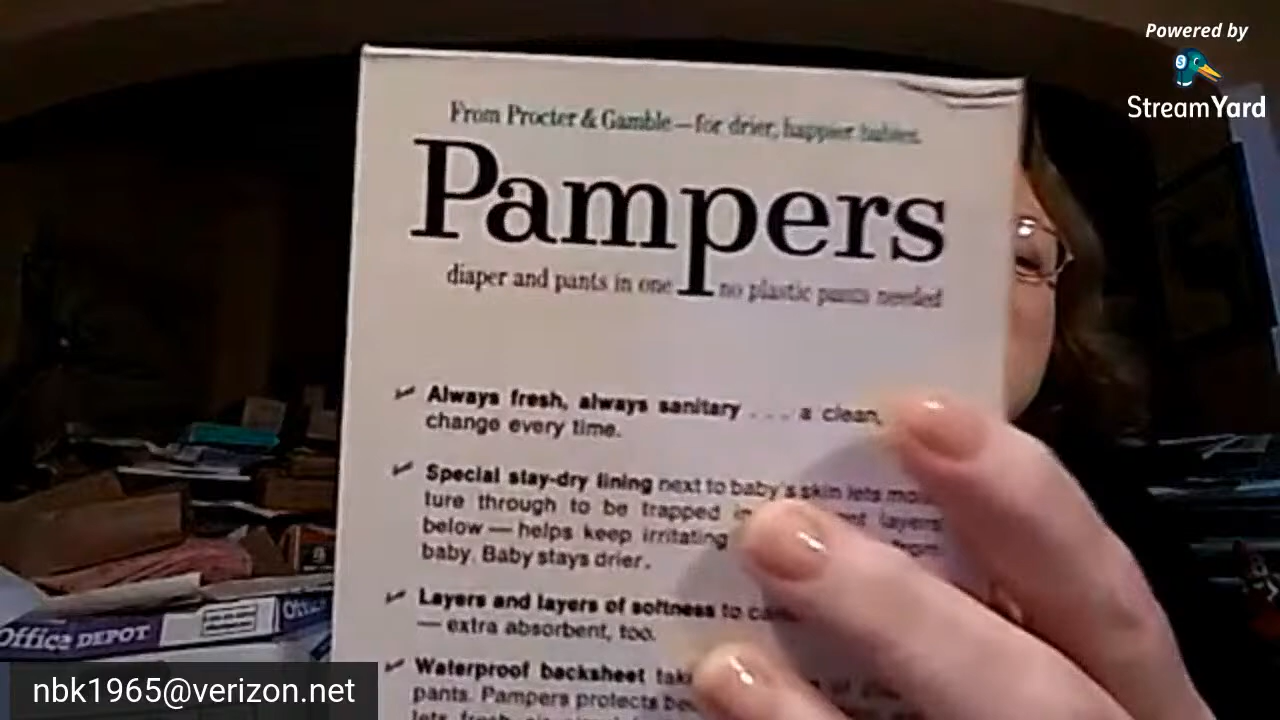 Powered by
StreamYard
From Procter & Gamble—for drier, happier babies.
Pampers
diaper and pants in one no plastic pants needed
✔ Always fresh, always sanitary . . . a clean,
change every time.
✔ Special stay-dry lining next to baby's skin lets
ture through to be trapped layers
below — helps keep irritating from
baby. Baby stays drier.
✔ Layers and layers of softness to
— extra absorbent, too.
✔ Waterproof backsheet
pants. Pampers protects
lets
Office DEPOT
nbk1965@verizon.net